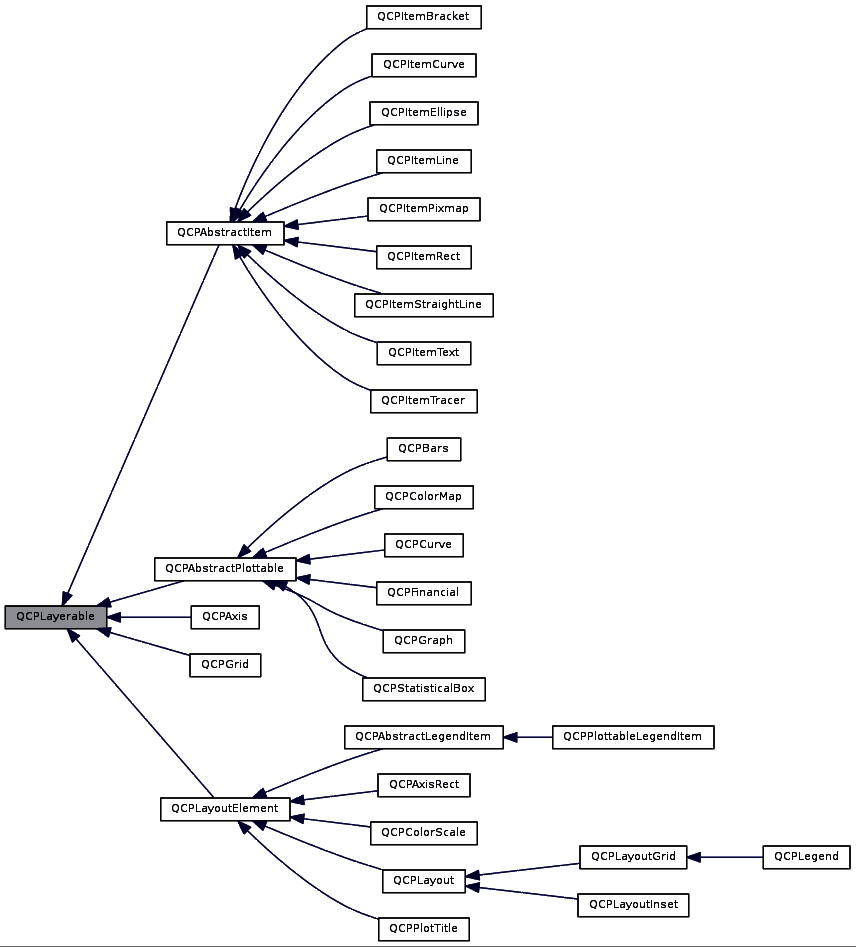 QCPItemBracket
QCPItemCurve
QCPItemEllipse
QCPItemLine
QCPItemPixmap
QCPAbstractItem
QCPItemRect
QCPItemStraightLine
QCPItemText
QCPItemTracer
QCPBars
QCPColorMap
QCPCurve
QCPAbstractPlottable
QCPFinancial
QCPLayerable
QCPAxis
QCPGraph
QCPGrid
QCPStatisticalBox
QCPAbstractLegendItem
QCPPlottableLegendItem
QCPAxisRect
QCPLayoutElement
QCPColorScale
QCPLayoutGrid
QCPLegend
QCPLayout
QCPLayoutInset
QCPPlotTitle